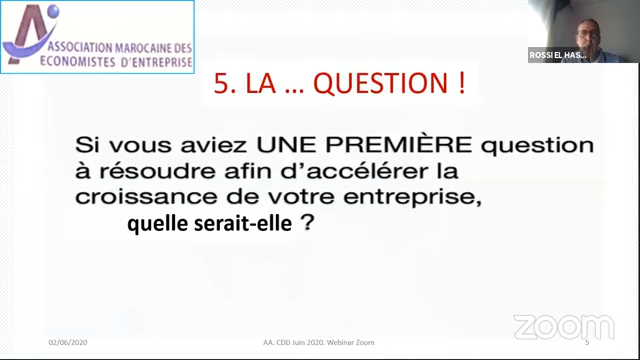 ASSOCIATION MAROCAINE DES
ECONOMISTES D'ENTREPRISE
ROSSI EL HAS...
5. LA ... QUESTION !
Si vous aviez UNE PREMIÈRE question
à résoudre afin d'accélérer la
croissance de votre entreprise,
quelle serait-elle ?
zoom
02/06/2020
AA. CDD Juin 2020. Webinar Zoom
5